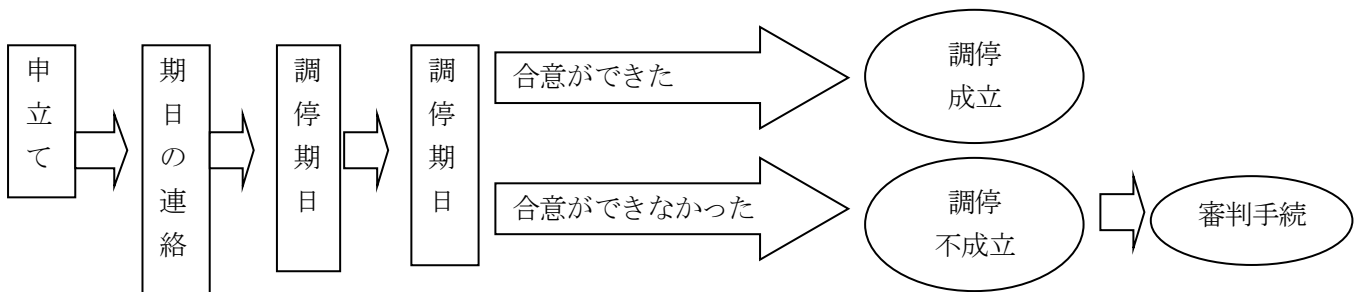 申立て
期日の連絡
調停期日
調停期日
合意ができた
調停
成立
合意ができなかった
調停
不成立
審判手続